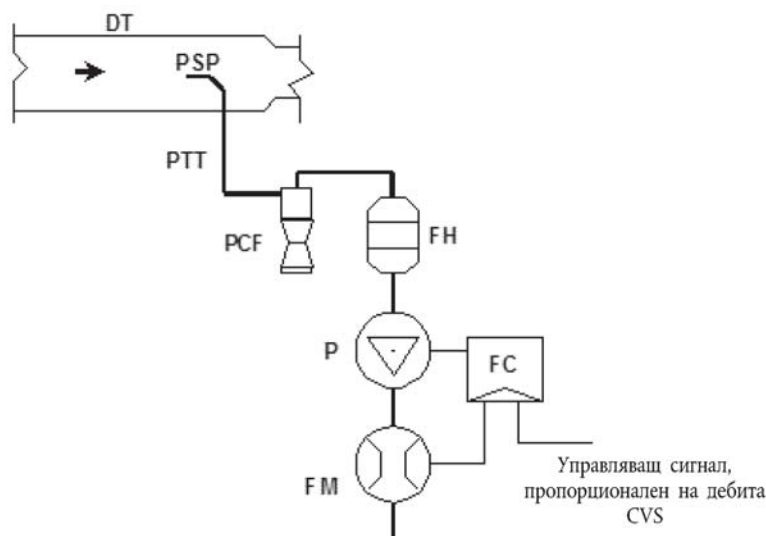 DT
PSP
PTT
PCF
FH
P
FC
FM
Управляващ сигнал,
пропорционален на дебита
CVS